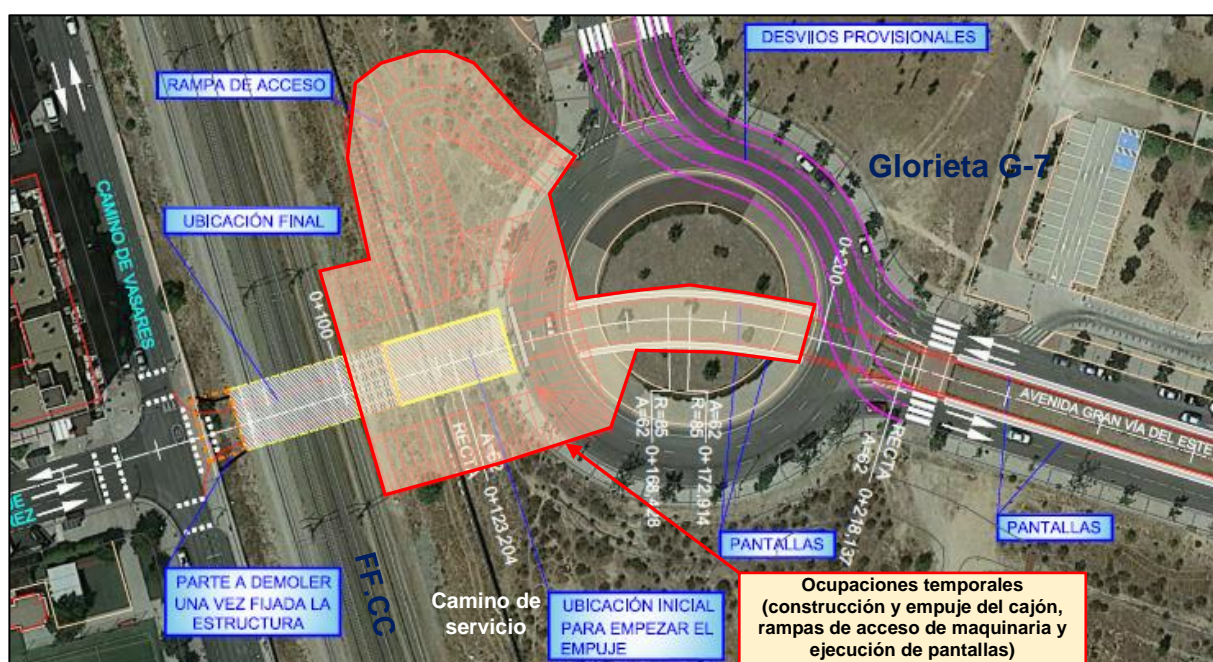 DESVIIOS PROVISIONALES
RAMPA DE ACCESO
Glorieta G-7
CAMINO DE VASARES
UBICACIÓN FINAL
0+200
0+100
AVENIDA GRAN VÍA DEL ESTE
RECTA
A=62
0+123.204
A=62
R=85
R=85
A=62
0+172.914
RECTA
A=62
0+218.137
PANTALLAS
PANTALLAS
PARTE A DEMOLER
UNA VEZ FIJADA LA
ESTRUCTURA
FF.CC
Camino de
servicio
UBICACIÓN INICIAL
PARA EMPEZAR EL
EMPUJE
Ocupaciones temporales
(construcción y empuje del cajón,
rampas de acceso de maquinaria y
ejecución de pantallas)